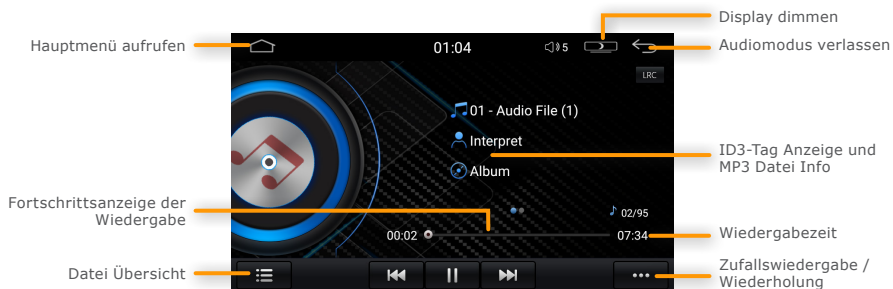 Display dimmen
Hauptmenü aufrufen
01:04
5
Audiomodus verlassen
LRC
01 - Audio File (1)
Interpret
Album
ID3-Tag Anzeige und
MP3 Datei Info
Fortschrittsanzeige der
Wiedergabe
02/95
00:02
07:34
Wiedergabezeit
Datei Übersicht
Zufallswiedergabe /
Wiederholung